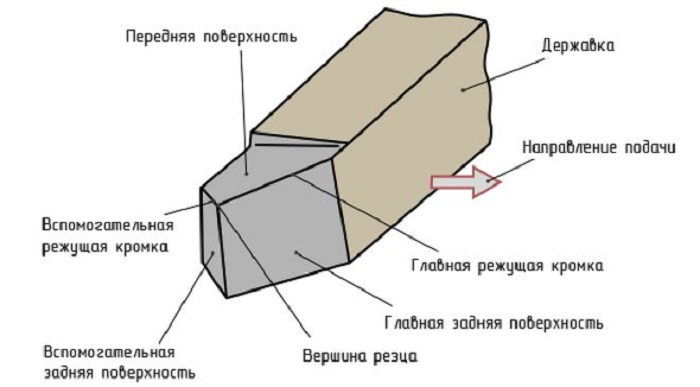 Передняя поверхность
Державка
Направление подачи
Вспомогательная
режущая кромка
Главная режущая кромка
Главная задняя поверхность
Вершина резца
Вспомогательная
задняя поверхность